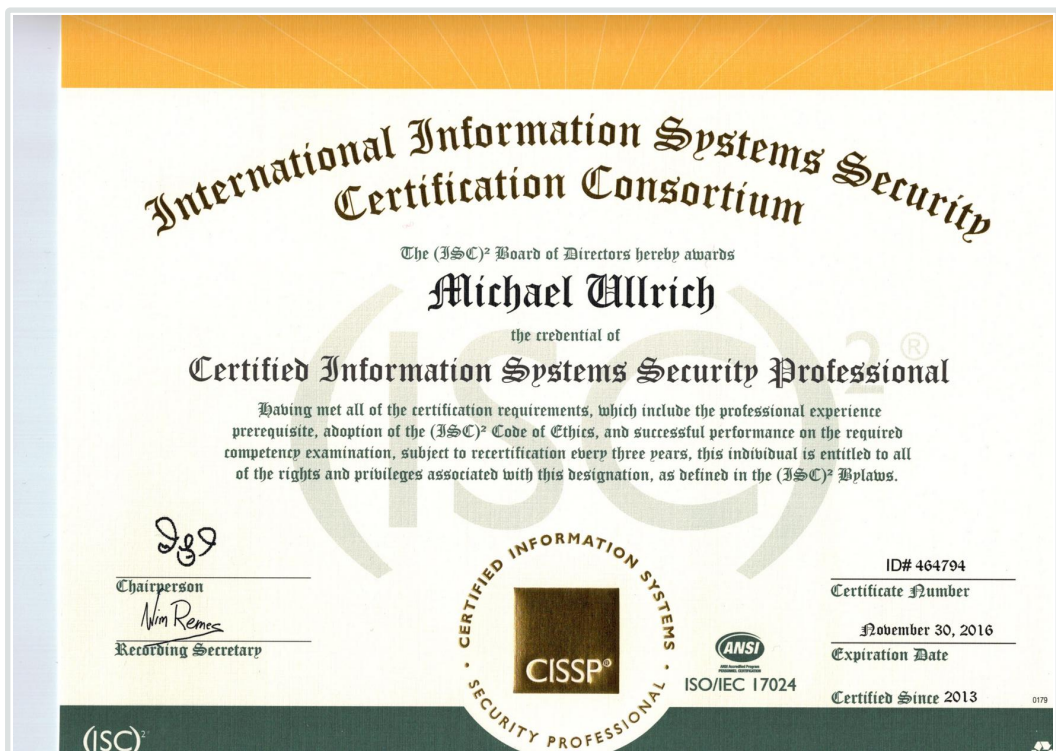 International Information Systems Security
Certification Consortium
The (ISC)² Board of Directors hereby awards
Michael Ullrich
the credential of
Certified Information Systems Security Professional
Having met all of the certification requirements, which include the professional experience
prerequisite, adoption of the (ISC)² Code of Ethics, and successful performance on the required
competency examination, subject to recertification every three years, this individual is entitled to all
of the rights and privileges associated with this designation, as defined in the (ISC)² Bylaws.
(ISC)²®
Chairperson
Wim Remes
Recording Secretary
CERTIFIED INFORMATION SYSTEMS
CISSP®
SECURITY PROFESSIONAL
ANSI
ISO/IEC 17024
ID# 464794
Certificate Number
November 30, 2016
Expiration Date
Certified Since 2013
0179
(ISC)²